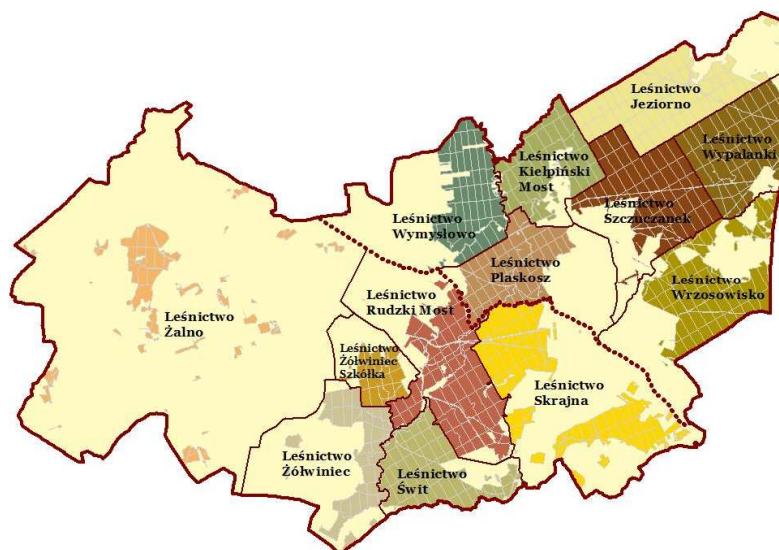 Leśnictwo
Jeziorno
Leśnictwo
Wypalanki
Leśnictwo
Kiełpiński
Most
Leśnictwo
Szczuczanek
Leśnictwo
Wymysłowo
Leśnictwo
Plaskosz
Leśnictwo
Wrzosowisko
Leśnictwo
Rudzki Most
Leśnictwo
Żalno
Leśnictwo
Żółwiniec
Szkółka
Leśnictwo
Skrajna
Leśnictwo
Żółwiniec
Leśnictwo
Świt